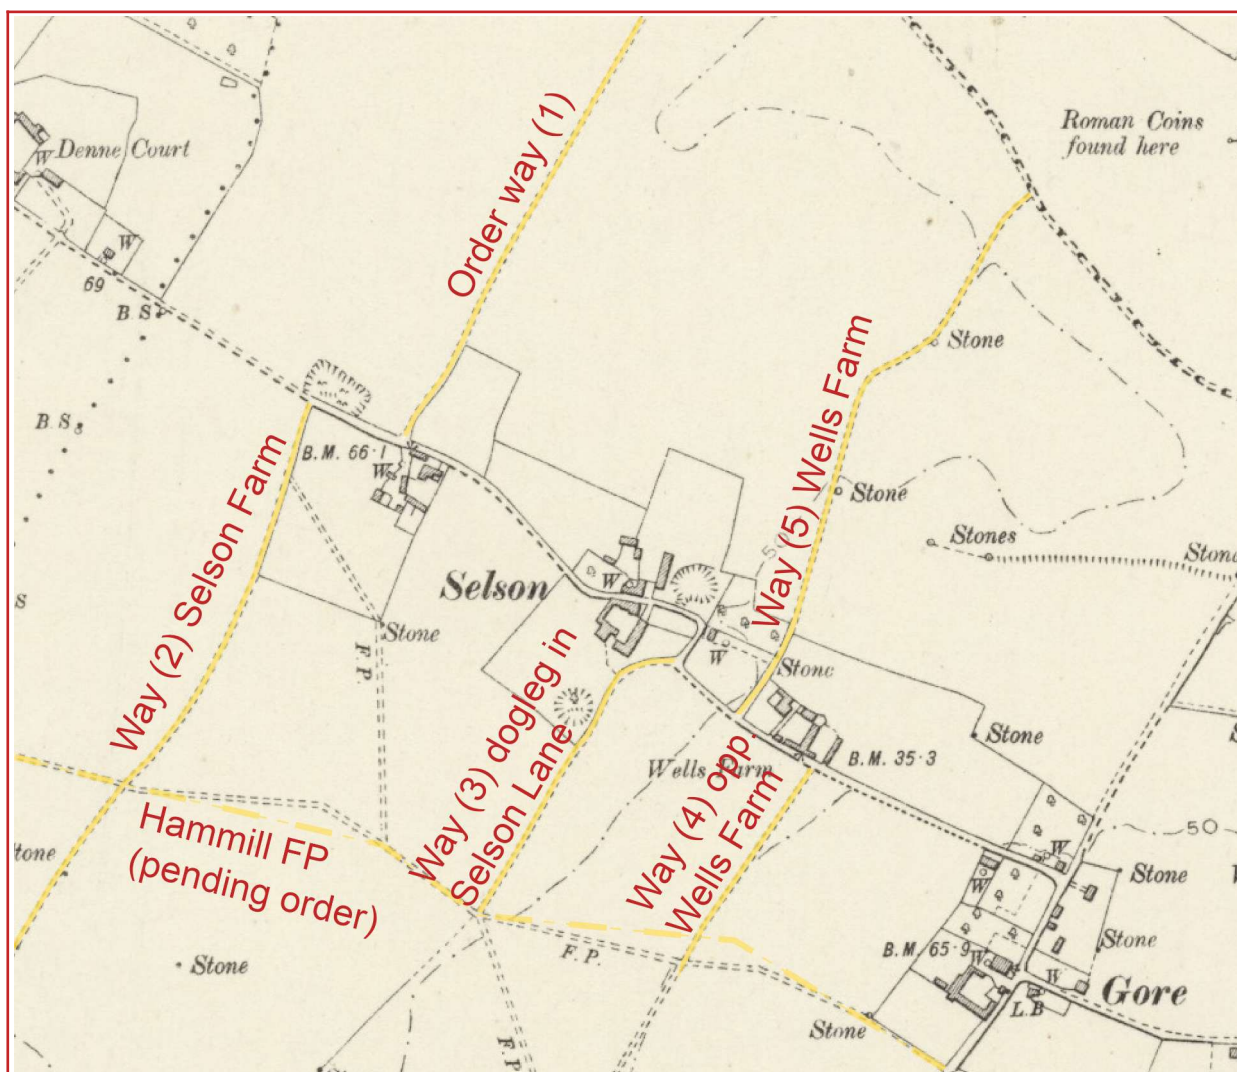 Roman Coins
found here
Denne Court
W
W
69
B.S.
Order way (1)
Stone
B.S.
B.M. 66·1
W
Way (2) Selson Farm
Way (5) Wells Farm
Stone
Stones
Stone
50
Selson
W
Stone
F.P.
W
Stone
S
Way (3) dogleg in
Selson Lane
Wells Farm
Way (4) opp.
Wells Farm
B.M. 35·3
Stone
50
Hammill FP
(pending order)
tone
W
W
Stone
Stone
Stone
F.P.
B.M. 65·9
W
W
Gore
L.B
Stone
F.P